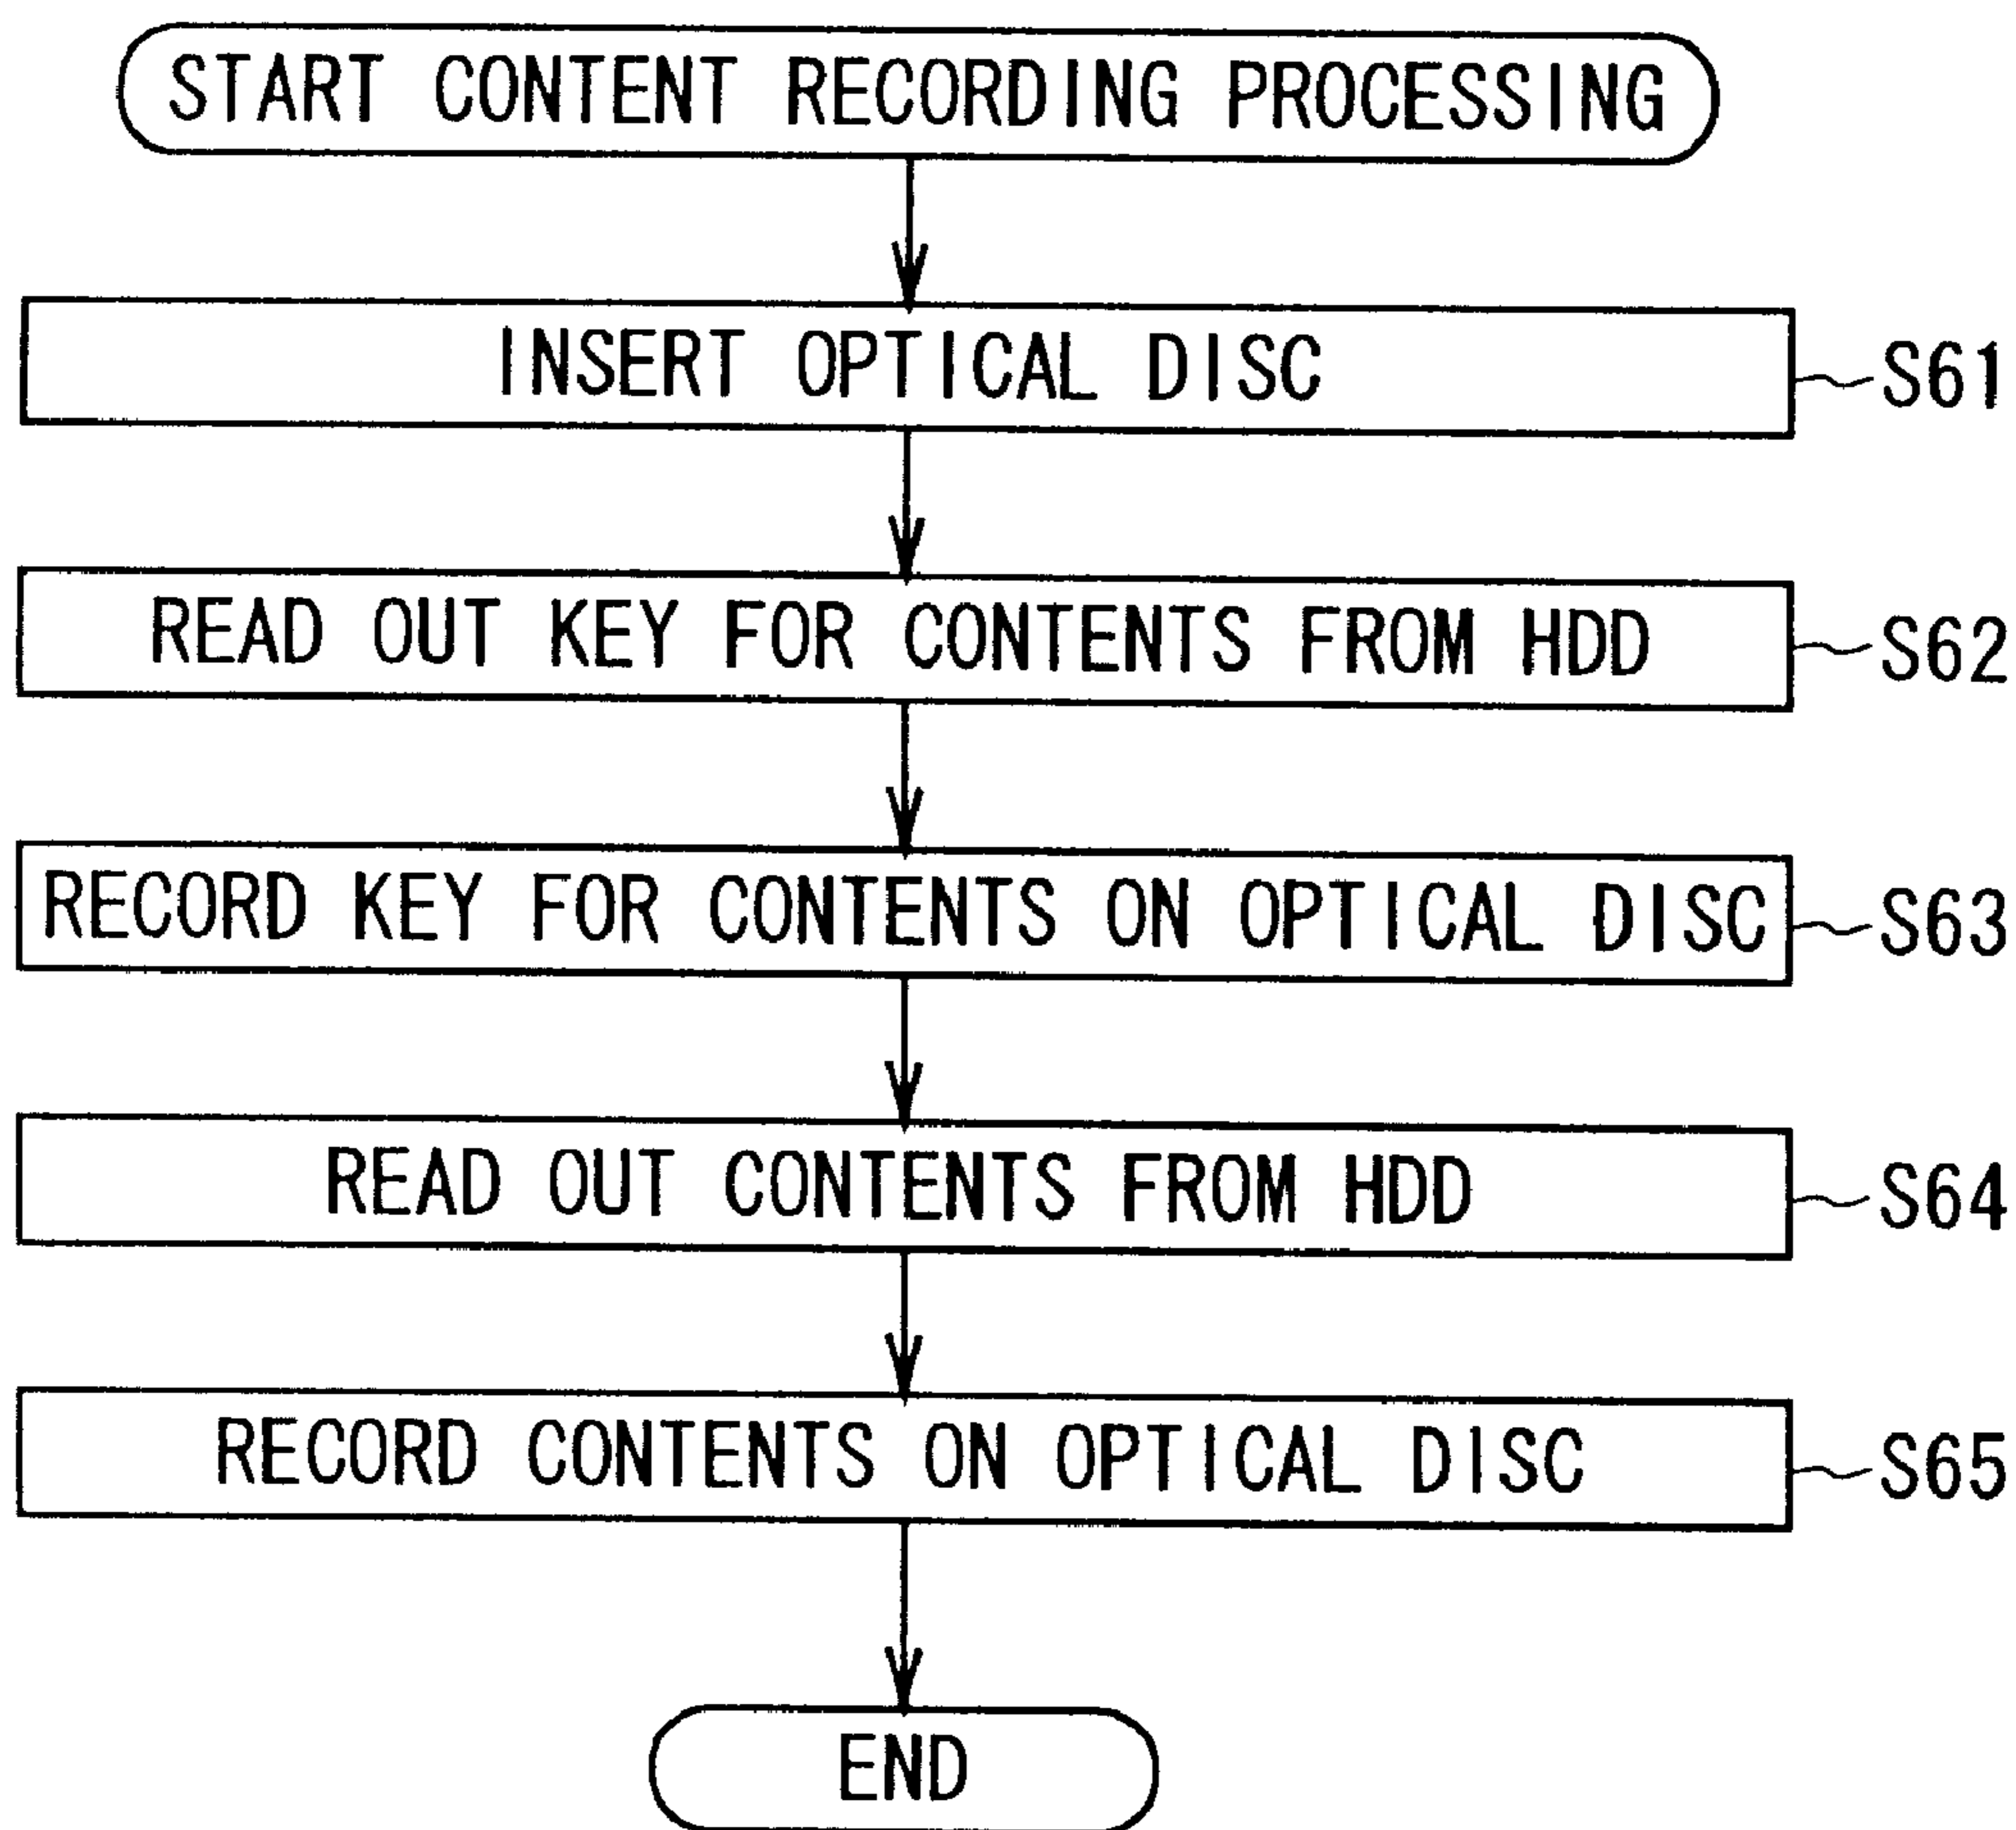 START CONTENT RECORDING PROCESSING
INSERT OPTICAL DISC
S61
READ OUT KEY FOR CONTENTS FROM HDD
S62
RECORD KEY FOR CONTENTS ON OPTICAL DISC
S63
READ OUT CONTENTS FROM HDD
S64
RECORD CONTENTS ON OPTICAL DISC
S65
END